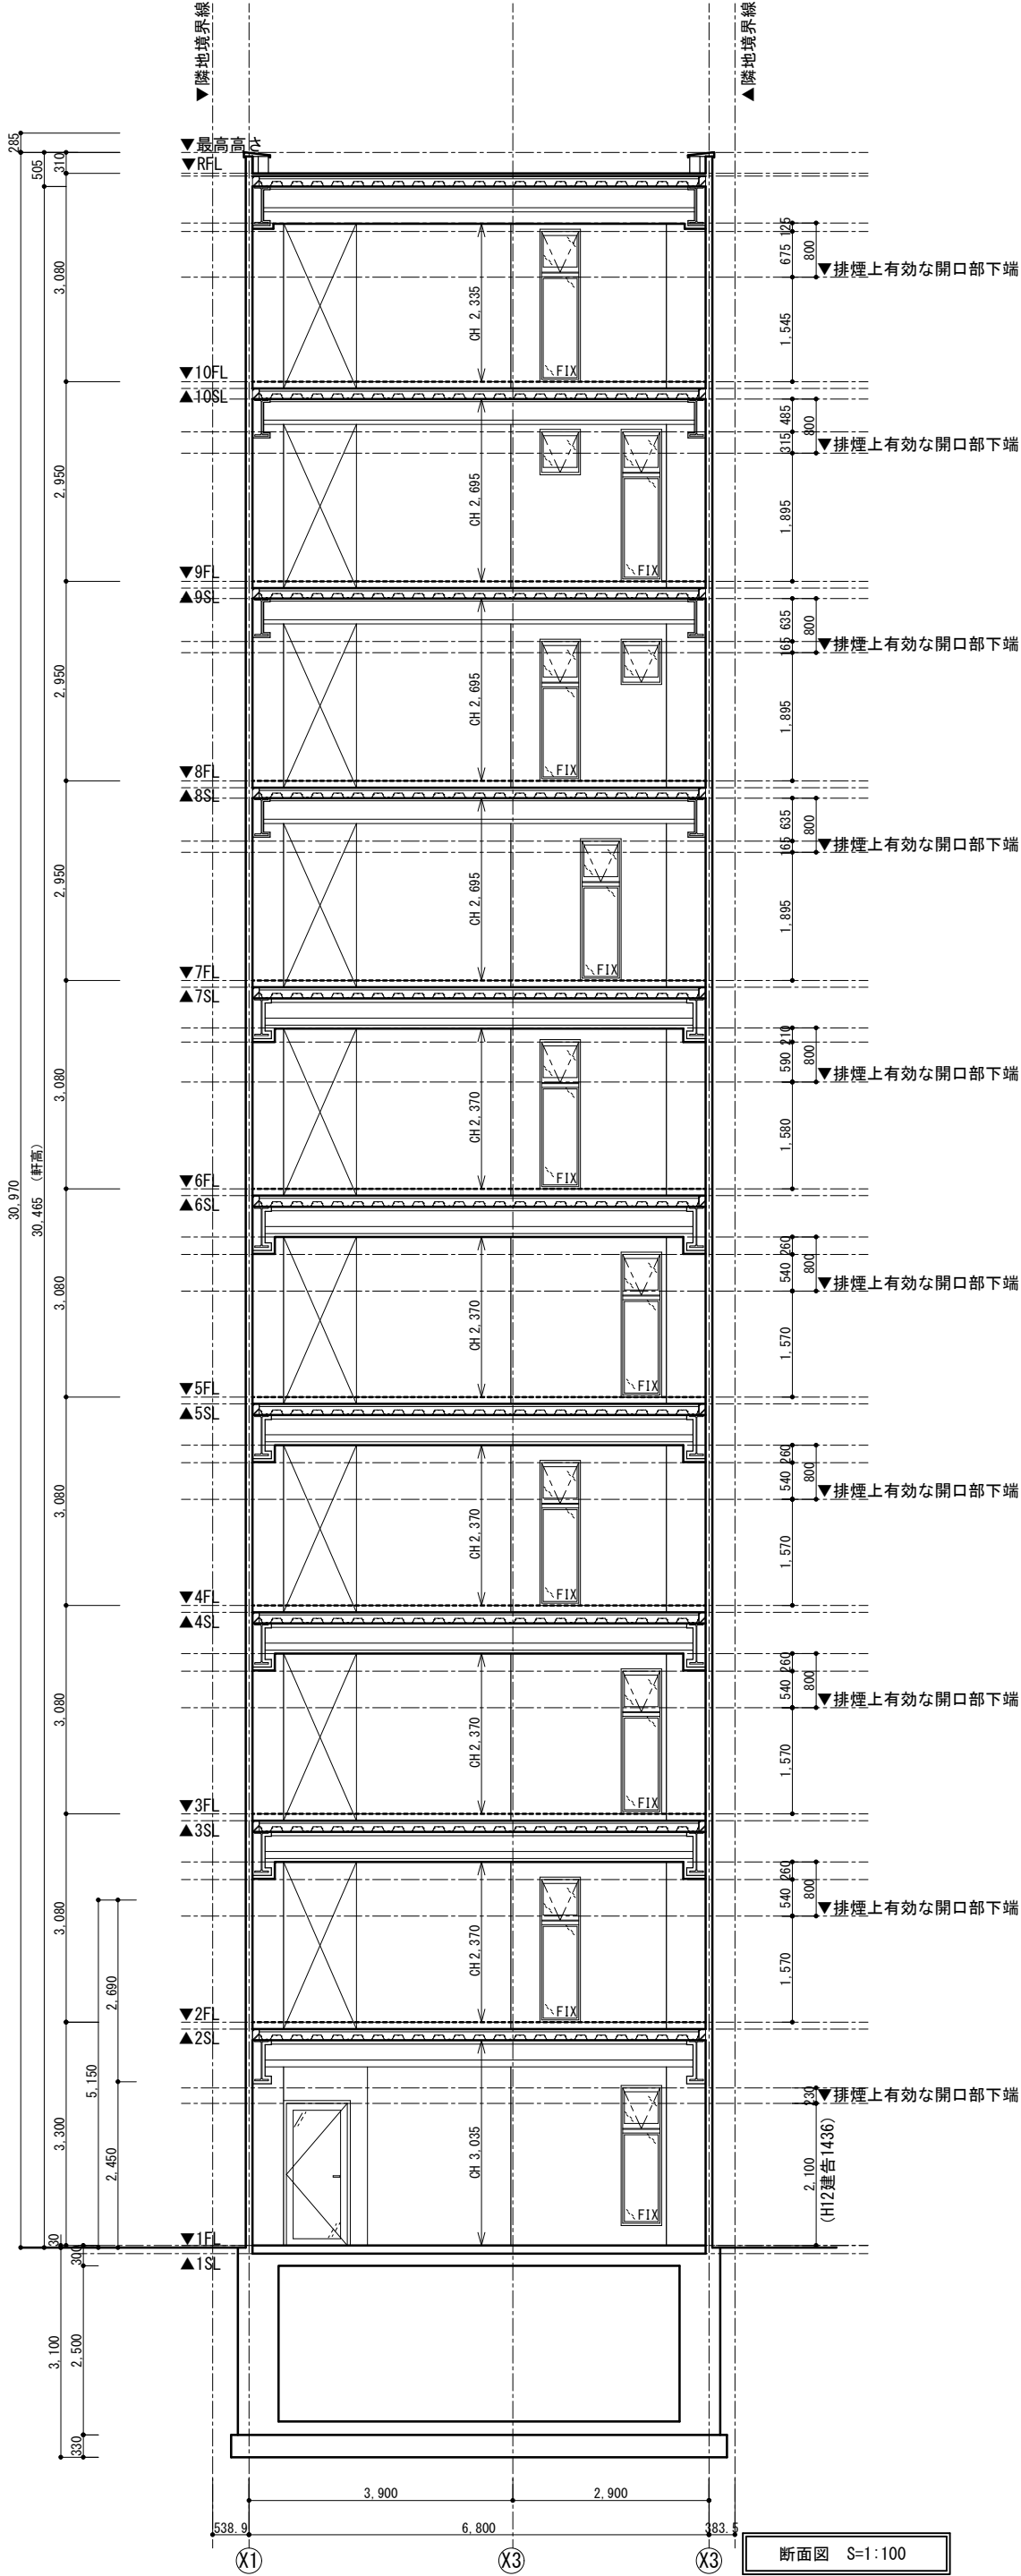 ▼隣地境界線
▼隣地境界線
285
505
310
▼最高高さ
▼RFL
3,080
CH 2,335
FIX
125
675
800
1,545
▼排煙上有効な開口部下端
▼10FL
▲10SL
2,950
CH 2,695
FIX
485
315
800
1,895
▼排煙上有効な開口部下端
▼9FL
▲9SL
2,950
CH 2,695
FIX
635
165
800
1,895
▼排煙上有効な開口部下端
▼8FL
▲8SL
2,950
CH 2,695
FIX
635
165
800
1,895
▼排煙上有効な開口部下端
▼7FL
▲7SL
30,970
30,465 (軒高)
3,080
CH 2,370
FIX
210
590
800
1,580
▼排煙上有効な開口部下端
▼6FL
▲6SL
3,080
CH 2,370
FIX
260
540
800
1,570
▼排煙上有効な開口部下端
▼5FL
▲5SL
3,080
CH 2,370
FIX
260
540
800
1,570
▼排煙上有効な開口部下端
▼4FL
▲4SL
3,080
CH 2,370
FIX
260
540
800
1,570
▼排煙上有効な開口部下端
▼3FL
▲3SL
3,080
CH 2,370
FIX
260
540
800
1,570
▼排煙上有効な開口部下端
▼2FL
▲2SL
2,690
5,150
2,450
3,300
CH 3,035
FIX
230
2,100
(H12建告1436)
▼排煙上有効な開口部下端
▼1FL
▲1SL
30
300
3,100
2,500
330
3,900
2,900
538.9
6,800
383.5
X1
X3
X3
断面図 S=1:100